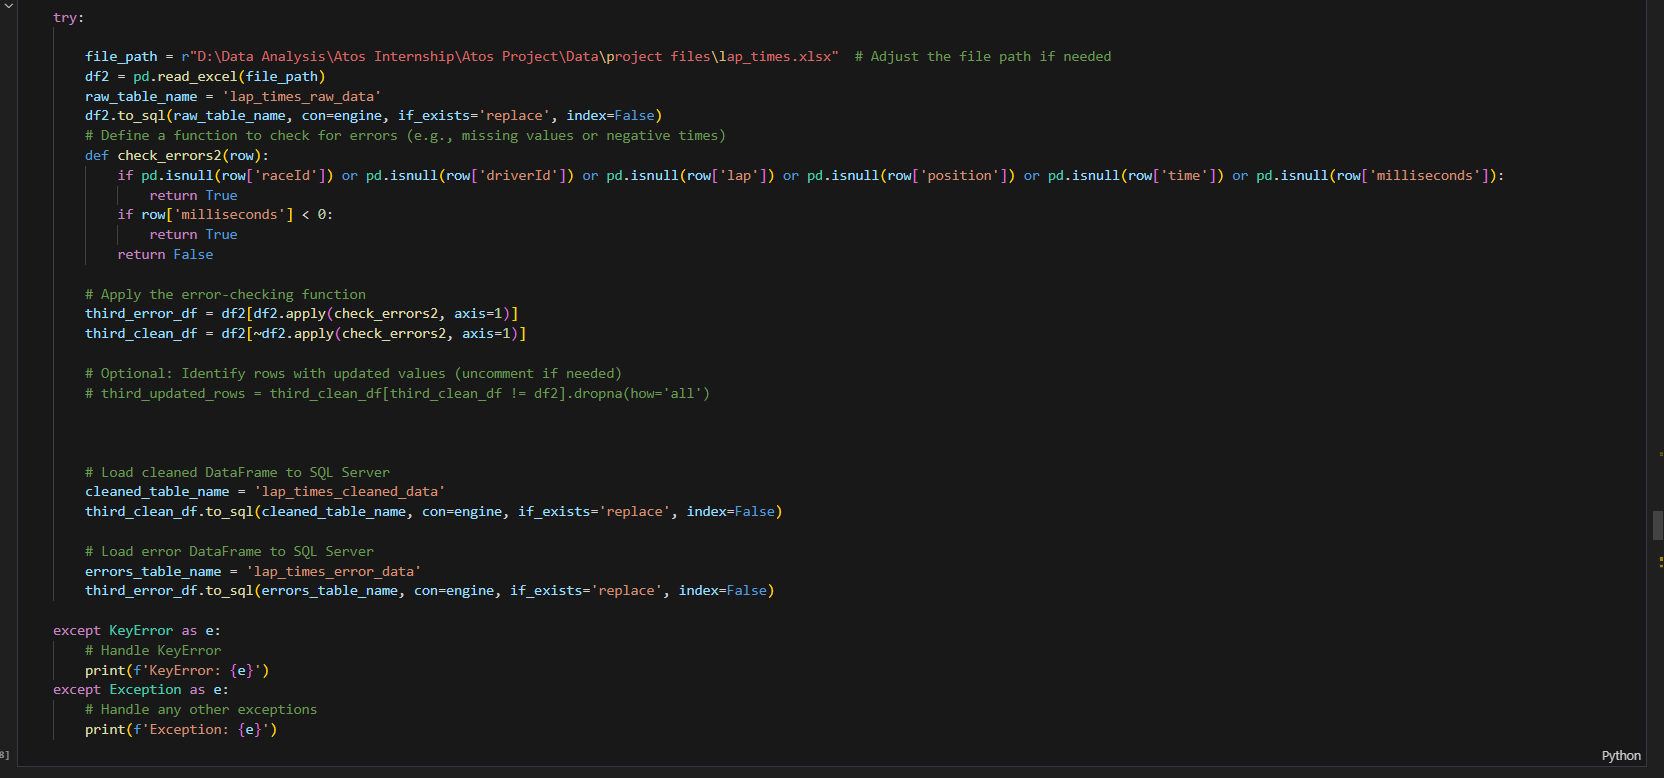 try:
file_path = r"D:\Data Analysis\Atos Internship\Atos Project\Data\project files\lap_times.xlsx"  # Adjust the file path if needed
df2 = pd.read_excel(file_path)
raw_table_name = 'lap_times_raw_data'
df2.to_sql(raw_table_name, con=engine, if_exists='replace', index=False)
# Define a function to check for errors (e.g., missing values or negative times)
def check_errors2(row):
if pd.isnull(row['raceId']) or pd.isnull(row['driverId']) or pd.isnull(row['lap']) or pd.isnull(row['position']) or pd.isnull(row['time']) or pd.isnull(row['milliseconds']):
return True
if row['milliseconds'] < 0:
return True
return False
# Apply the error-checking function
third_error_df = df2[df2.apply(check_errors2, axis=1)]
third_clean_df = df2[~df2.apply(check_errors2, axis=1)]
# Optional: Identify rows with updated values (uncomment if needed)
# third_updated_rows = third_clean_df[third_clean_df != df2].dropna(how='all')
# Load cleaned DataFrame to SQL Server
cleaned_table_name = 'lap_times_cleaned_data'
third_clean_df.to_sql(cleaned_table_name, con=engine, if_exists='replace', index=False)
# Load error DataFrame to SQL Server
errors_table_name = 'lap_times_error_data'
third_error_df.to_sql(errors_table_name, con=engine, if_exists='replace', index=False)
except KeyError as e:
# Handle KeyError
print(f'KeyError: {e}')
except Exception as e:
# Handle any other exceptions
print(f'Exception: {e}')
8]
Python